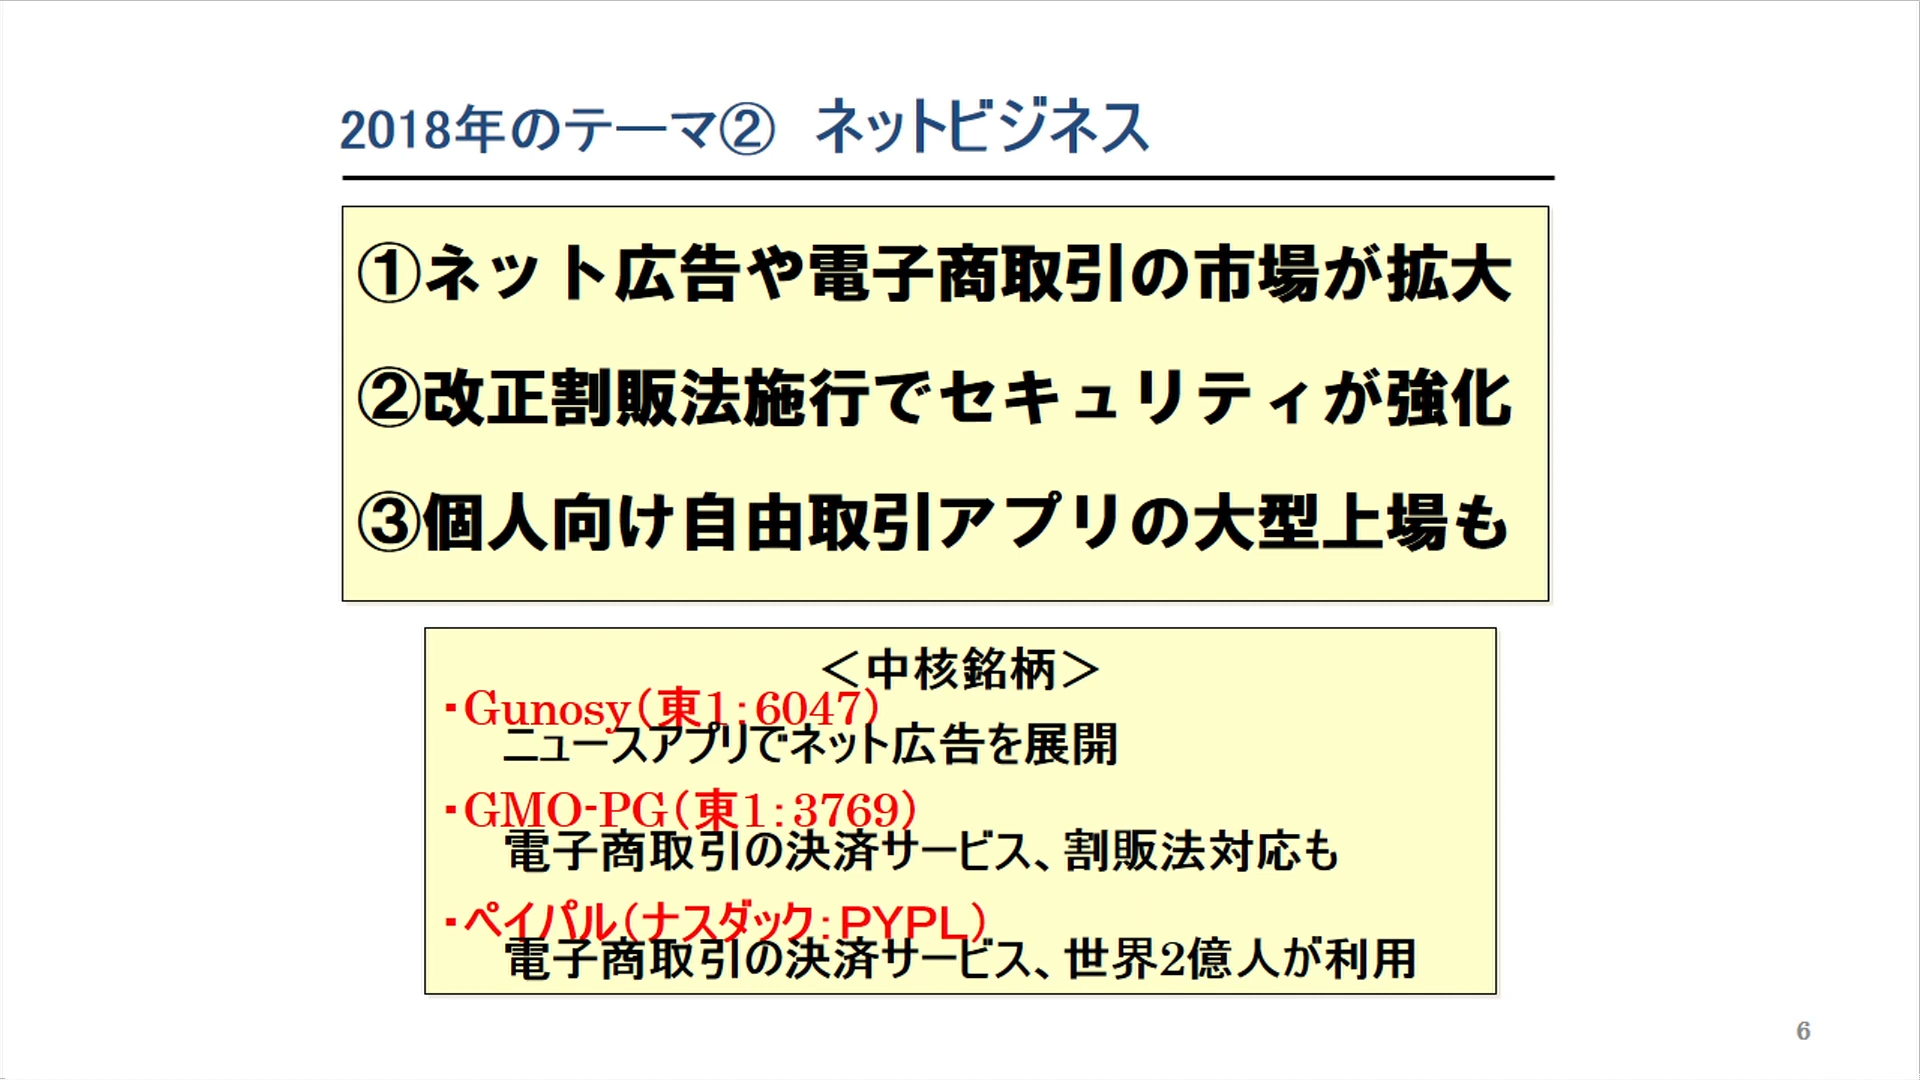 2018年のテーマ② ネットビジネス
①ネット広告や電子商取引の市場が拡大
②改正割販法施行でセキュリティが強化
③個人向け自由取引アプリの大型上場も
＜中核銘柄＞
・Gunosy（東1：6047）
ニュースアプリでネット広告を展開
・GMO-PG（東1：3769）
電子商取引の決済サービス、割販法対応も
・ペイパル（ナスダック：PYPL）
電子商取引の決済サービス、世界2億人が利用
6